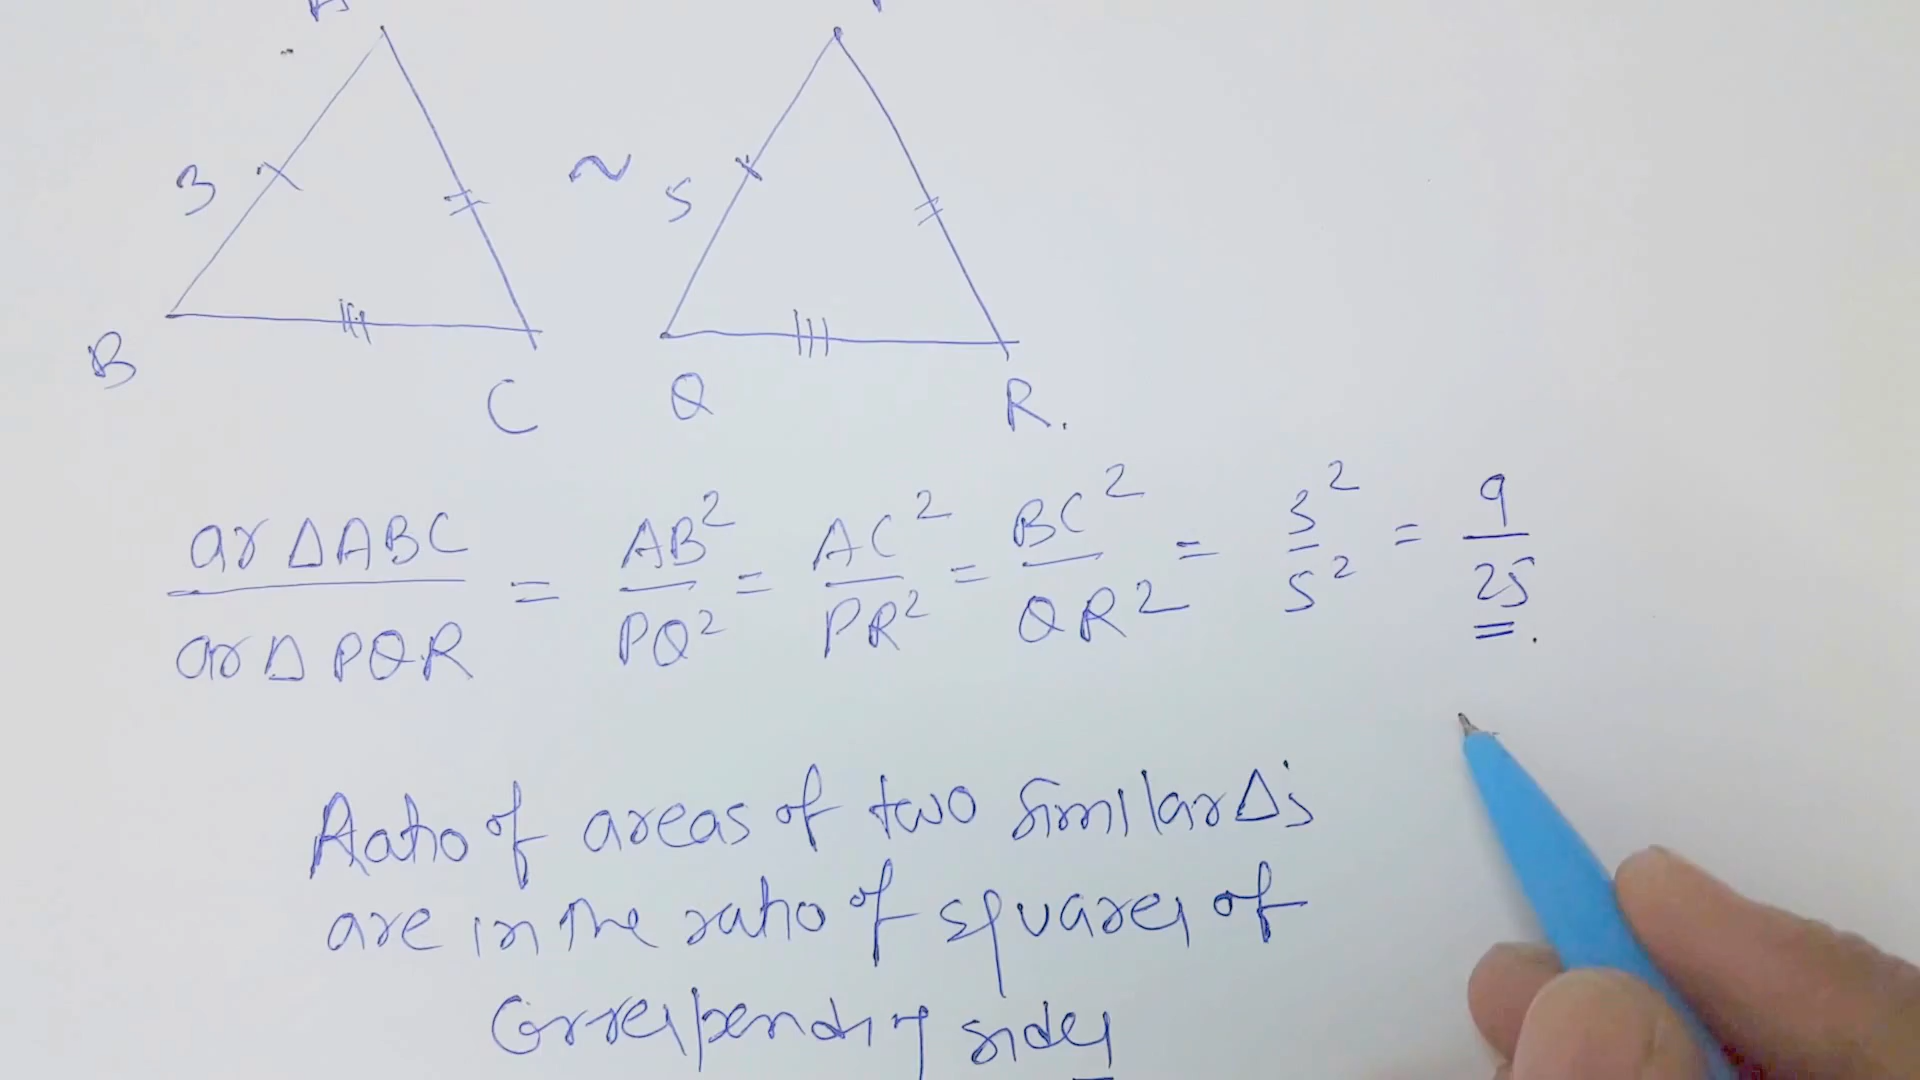 3 ~ 5
B C Q R.
ar ΔABC / ar Δ PQR = AB² / PQ² = AC² / PR² = BC² / QR² = 3² / 5² = 9 / 25.
Ratio of areas of two similar Δ's
are in the ratio of squares of
Corresponding sides